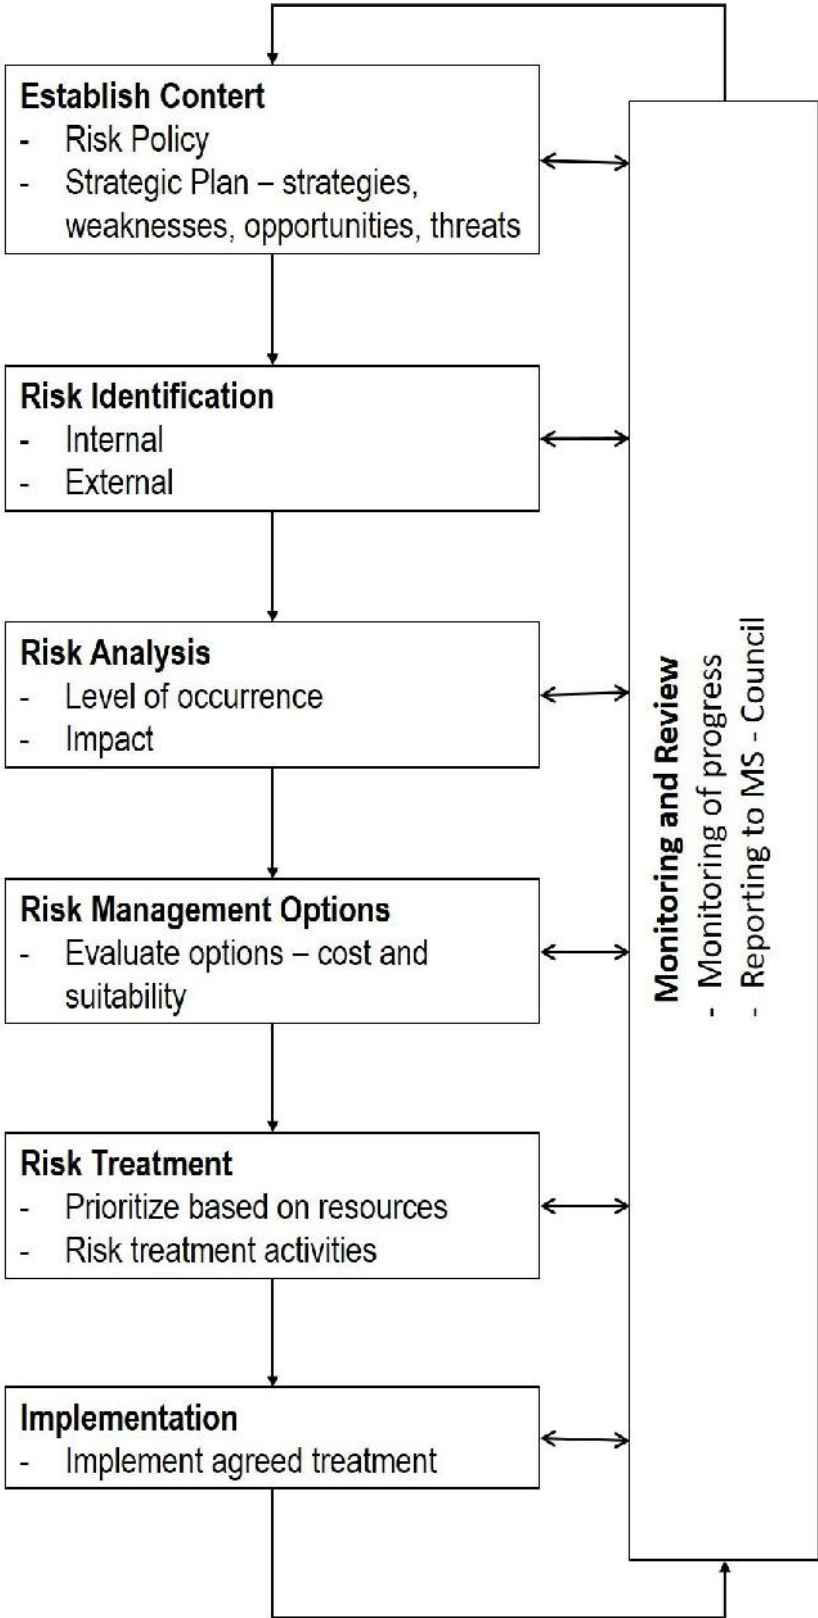 Establish Contert
- Risk Policy
- Strategic Plan – strategies,
weaknesses, opportunities, threats
Risk Identification
- Internal
- External
Risk Analysis
- Level of occurrence
- Impact
Risk Management Options
- Evaluate options – cost and
suitability
Risk Treatment
- Prioritize based on resources
- Risk treatment activities
Implementation
- Implement agreed treatment
Monitoring and Review
- Monitoring of progress
- Reporting to MS - Council